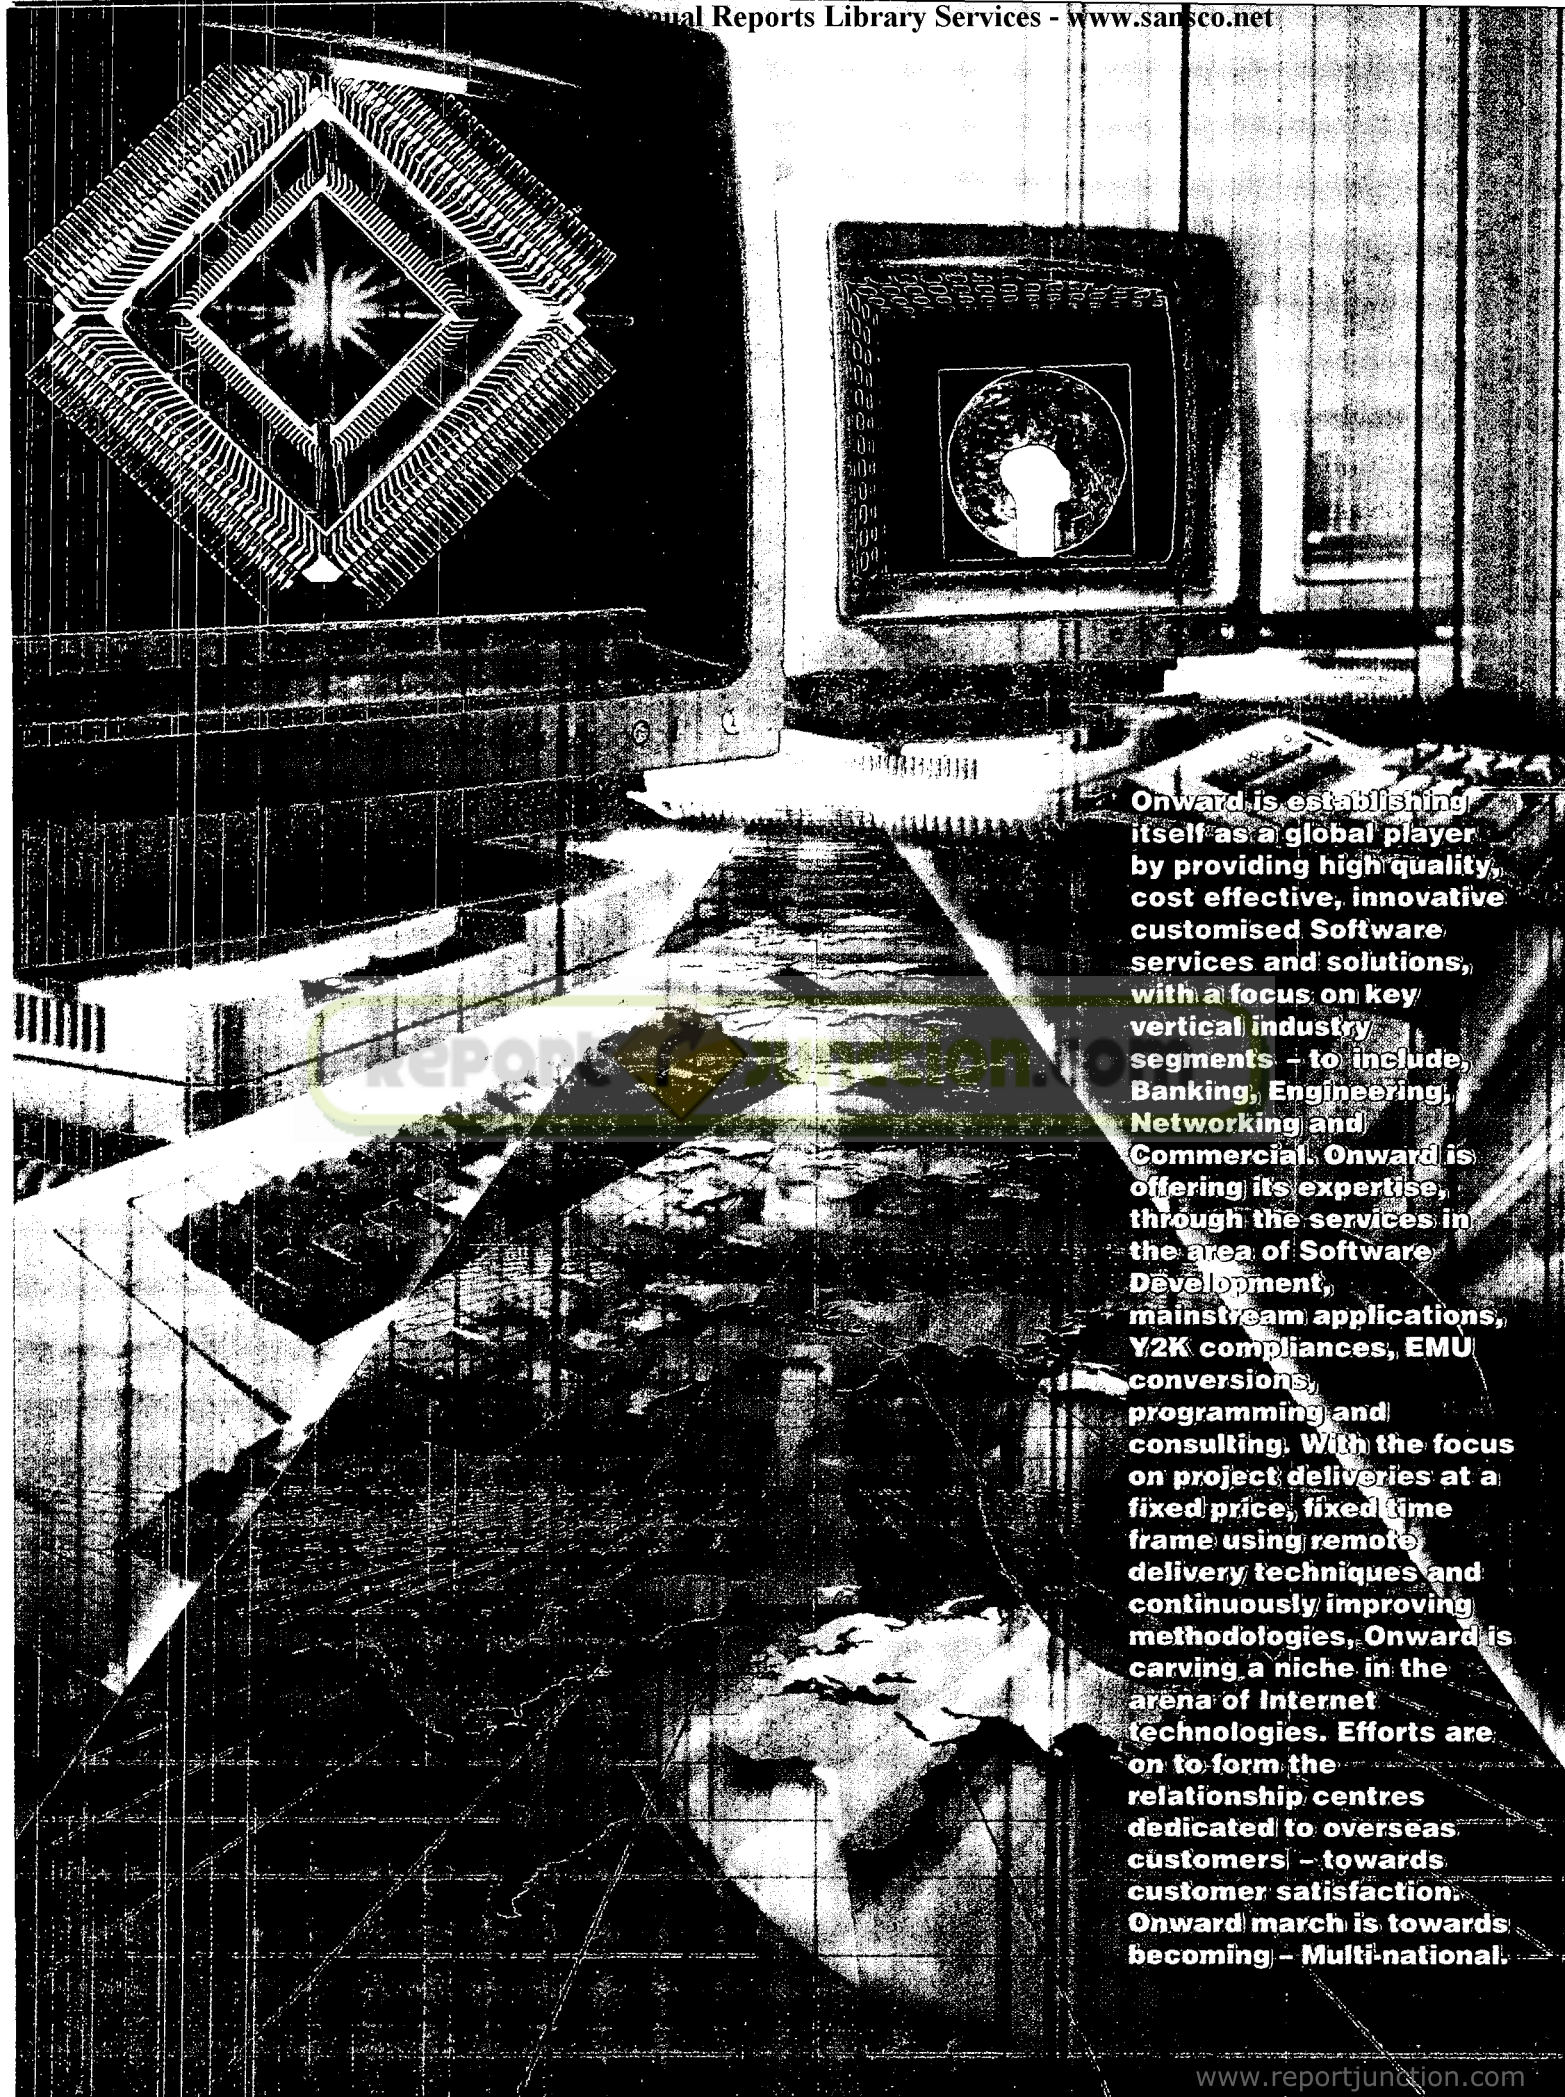 nual Reports Library Services - www.sansco.net
Onward is establishing
itself as a global player
by providing high quality,
cost effective, innovative
customised Software
services and solutions,
with a focus on key
vertical industry
segments – to include,
Banking, Engineering,
Networking and
Commercial. Onward is
offering its expertise,
through the services in
the area of Software
Development,
mainstream applications,
Y2K compliances, EMU
conversions,
programming and
consulting. With the focus
on project deliveries at a
fixed price, fixed time
frame using remote
delivery techniques and
continuously improving
methodologies, Onward is
carving a niche in the
arena of Internet
technologies. Efforts are
on to form the
relationship centres
dedicated to overseas
customers – towards
customer satisfaction.
Onward march is towards
becoming – Multi-national.
Report Junction.com
www.reportjunction.com